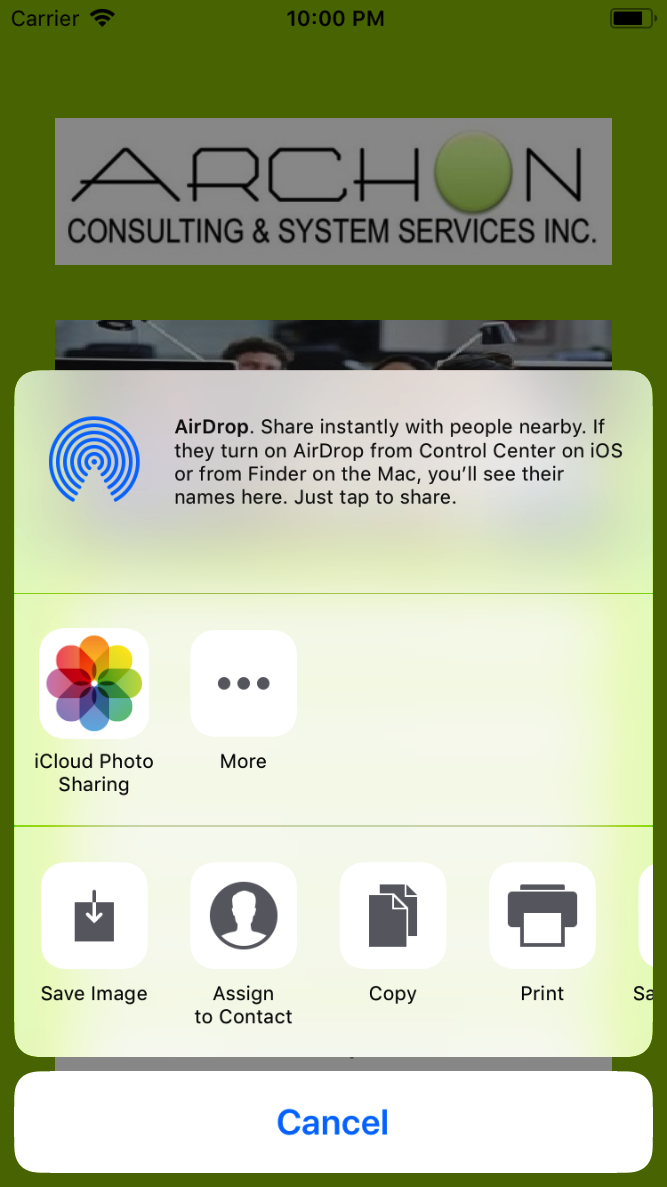 Carrier 10:00 PM
ARCHON
CONSULTING & SYSTEM SERVICES INC.
AirDrop. Share instantly with people nearby. If
they turn on AirDrop from Control Center on iOS
or from Finder on the Mac, you’ll see their
names here. Just tap to share.
iCloud Photo
Sharing
More
Save Image
Assign
to Contact
Copy
Print
Cancel